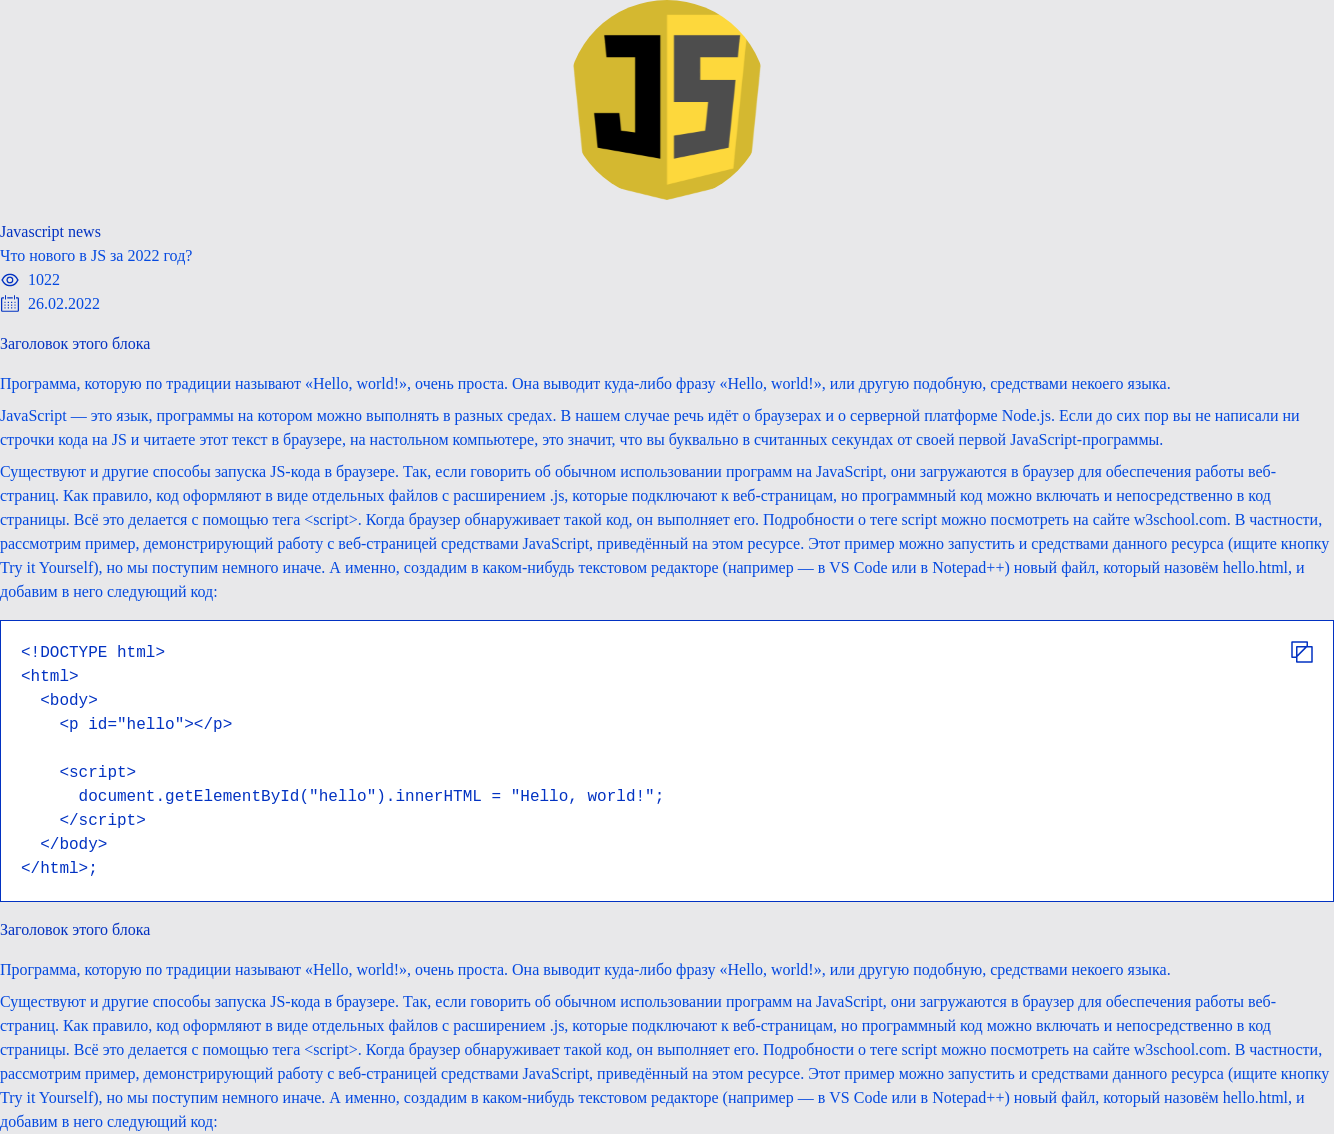 JS
Javascript news
Что нового в JS за 2022 год?
1022
26.02.2022
Заголовок этого блока
Программа, которую по традиции называют «Hello, world!», очень проста. Она выводит куда-либо фразу «Hello, world!», или другую подобную, средствами некоего языка.
JavaScript — это язык, программы на котором можно выполнять в разных средах. В нашем случае речь идёт о браузерах и о серверной платформе Node.js. Если до сих пор вы не написали ни
строчки кода на JS и читаете этот текст в браузере, на настольном компьютере, это значит, что вы буквально в считанных секундах от своей первой JavaScript-программы.
Существуют и другие способы запуска JS-кода в браузере. Так, если говорить об обычном использовании программ на JavaScript, они загружаются в браузер для обеспечения работы веб-
страниц. Как правило, код оформляют в виде отдельных файлов с расширением .js, которые подключают к веб-страницам, но программный код можно включать и непосредственно в код
страницы. Всё это делается с помощью тега <script>. Когда браузер обнаруживает такой код, он выполняет его. Подробности о теге script можно посмотреть на сайте w3school.com. В частности,
рассмотрим пример, демонстрирующий работу с веб-страницей средствами JavaScript, приведённый на этом ресурсе. Этот пример можно запустить и средствами данного ресурса (ищите кнопку
Try it Yourself), но мы поступим немного иначе. А именно, создадим в каком-нибудь текстовом редакторе (например — в VS Code или в Notepad++) новый файл, который назовём hello.html, и
добавим в него следующий код:
<!DOCTYPE html>
<html>
  <body>
    <p id="hello"></p>
    <script>
      document.getElementById("hello").innerHTML = "Hello, world!";
    </script>
  </body>
</html>;
Заголовок этого блока
Программа, которую по традиции называют «Hello, world!», очень проста. Она выводит куда-либо фразу «Hello, world!», или другую подобную, средствами некоего языка.
Существуют и другие способы запуска JS-кода в браузере. Так, если говорить об обычном использовании программ на JavaScript, они загружаются в браузер для обеспечения работы веб-
страниц. Как правило, код оформляют в виде отдельных файлов с расширением .js, которые подключают к веб-страницам, но программный код можно включать и непосредственно в код
страницы. Всё это делается с помощью тега <script>. Когда браузер обнаруживает такой код, он выполняет его. Подробности о теге script можно посмотреть на сайте w3school.com. В частности,
рассмотрим пример, демонстрирующий работу с веб-страницей средствами JavaScript, приведённый на этом ресурсе. Этот пример можно запустить и средствами данного ресурса (ищите кнопку
Try it Yourself), но мы поступим немного иначе. А именно, создадим в каком-нибудь текстовом редакторе (например — в VS Code или в Notepad++) новый файл, который назовём hello.html, и
добавим в него следующий код: